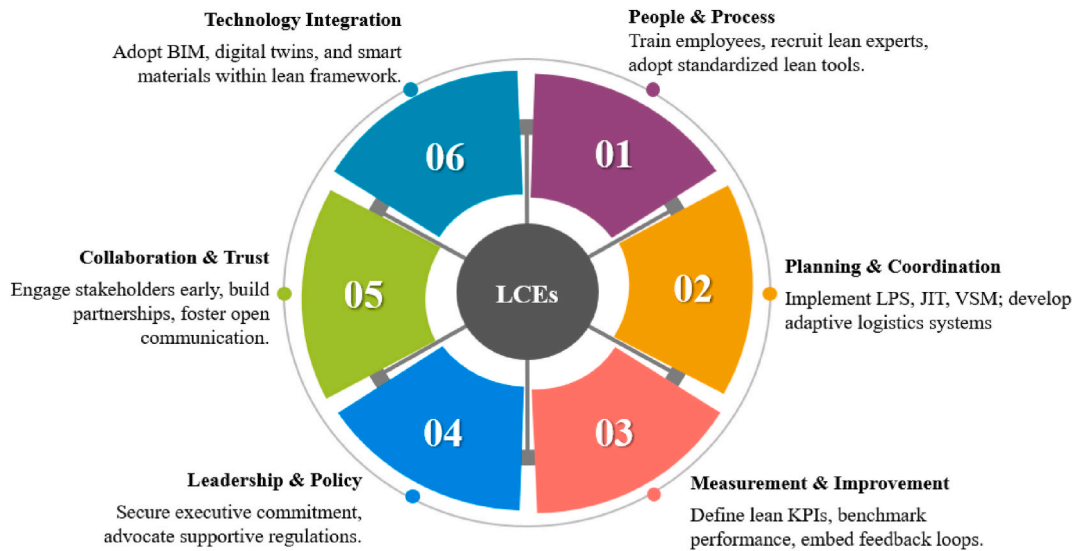 People & Process
Train employees, recruit lean experts,
adopt standardized lean tools.
01
Planning & Coordination
Implement LPS, JIT, VSM; develop
adaptive logistics systems
02
Measurement & Improvement
Define lean KPIs, benchmark
performance, embed feedback loops.
03
Leadership & Policy
Secure executive commitment,
advocate supportive regulations.
04
Collaboration & Trust
Engage stakeholders early, build
partnerships, foster open
communication.
05
Technology Integration
Adopt BIM, digital twins, and smart
materials within lean framework.
06
LCEs